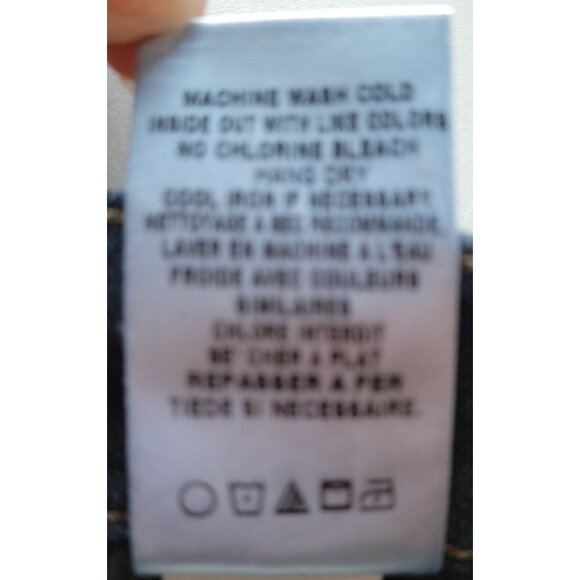 MACHINE WASH COLD
INSIDE OUT WITH LIKE COLORS
NO CHLORINE BLEACH
HANG DRY
COOL IRON IF NECESSARY.
NETTOYAGE A SEC RECOMMANDE.
LAVER EN MACHINE A L'EAU
FROIDE AVEC COULEURS
SIMILAIRES
CHLORE INTERDIT
A PLAT
REPASSER A FER
TIEDE SI NECESSAIRE.